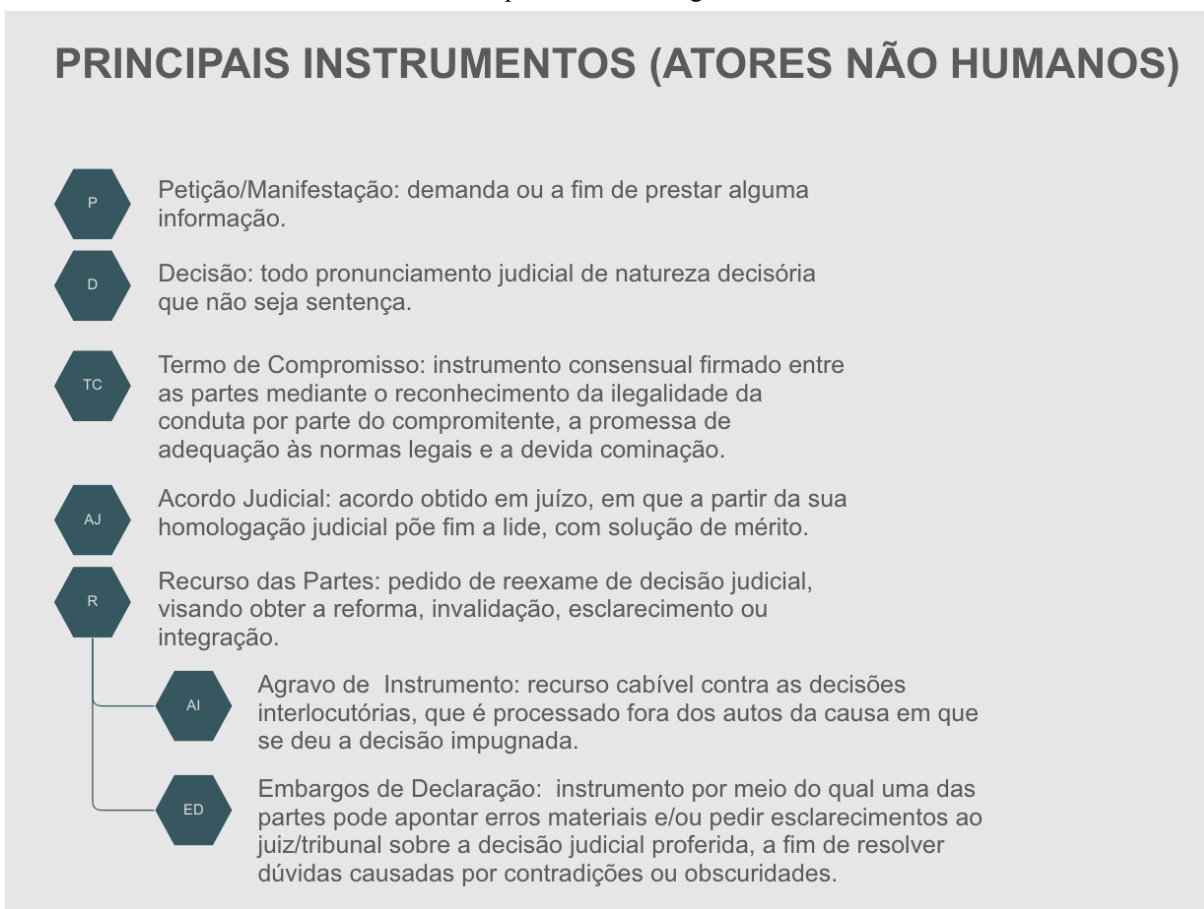 PRINCIPAIS INSTRUMENTOS (ATORES NÃO HUMANOS)
P
Petição/Manifestação: demanda ou a fim de prestar alguma
informação.
D
Decisão: todo pronunciamento judicial de natureza decisória
que não seja sentença.
TC
Termo de Compromisso: instrumento consensual firmado entre
as partes mediante o reconhecimento da ilegalidade da
conduta por parte do compromitente, a promessa de
adequação às normas legais e a devida cominação.
AJ
Acordo Judicial: acordo obtido em juízo, em que a partir da sua
homologação judicial põe fim a lide, com solução de mérito.
R
Recurso das Partes: pedido de reexame de decisão judicial,
visando obter a reforma, invalidação, esclarecimento ou
integração.
AI
Agravo de  Instrumento: recurso cabível contra as decisões
interlocutórias, que é processado fora dos autos da causa em que
se deu a decisão impugnada.
ED
Embargos de Declaração:  instrumento por meio do qual uma das
partes pode apontar erros materiais e/ou pedir esclarecimentos ao
juiz/tribunal sobre a decisão judicial proferida, a fim de resolver
dúvidas causadas por contradições ou obscuridades.